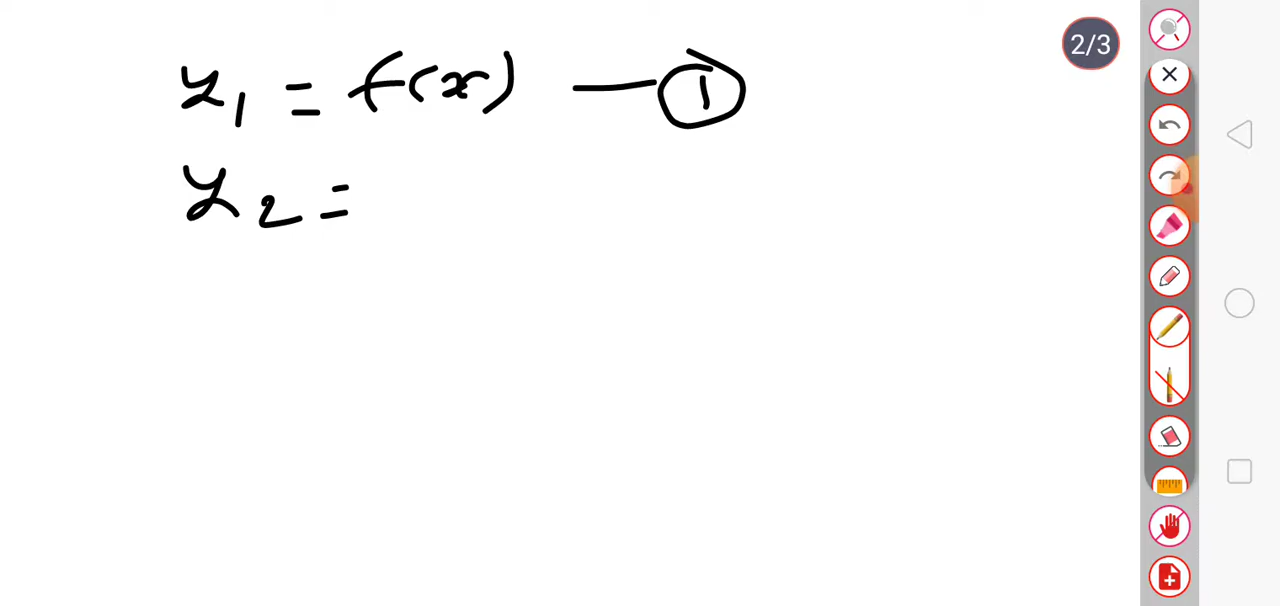 2/3
y₁ = f(x) — ①
y₂ =